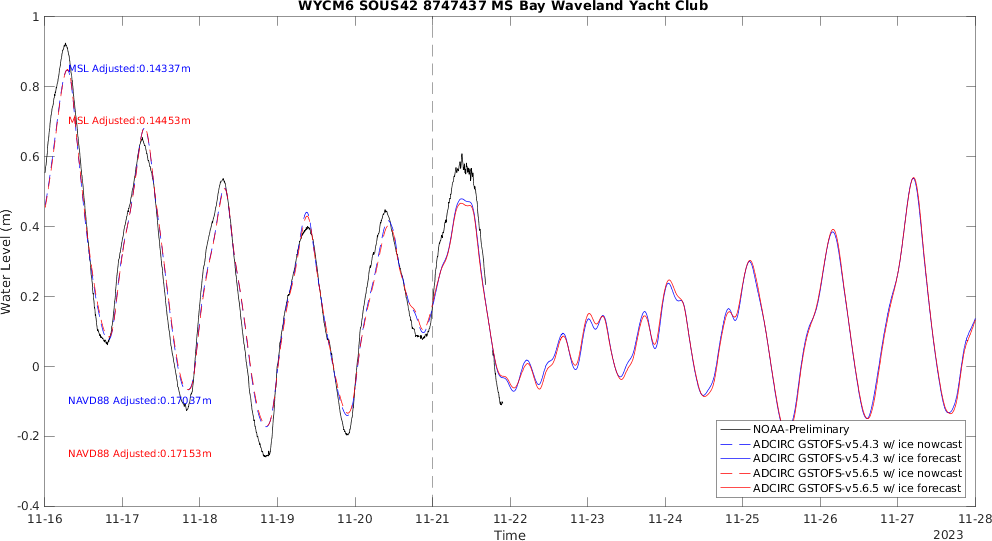 WYCM6 SOUS42 8747437 MS Bay Waveland Yacht Club
1
0.8
0.6
0.4
0.2
0
-0.2
-0.4
Water Level (m)
MSL Adjusted:0.14337m
MSL Adjusted:0.14453m
NAVD88 Adjusted:0.17037m
NAVD88 Adjusted:0.17153m
NOAA-Preliminary
ADCIRC GSTOFS-v5.4.3 w/ ice nowcast
ADCIRC GSTOFS-v5.4.3 w/ ice forecast
ADCIRC GSTOFS-v5.6.5 w/ ice nowcast
ADCIRC GSTOFS-v5.6.5 w/ ice forecast
11-16 11-17 11-18 11-19 11-20 11-21 11-22 11-23 11-24 11-25 11-26 11-27 11-28
Time
2023